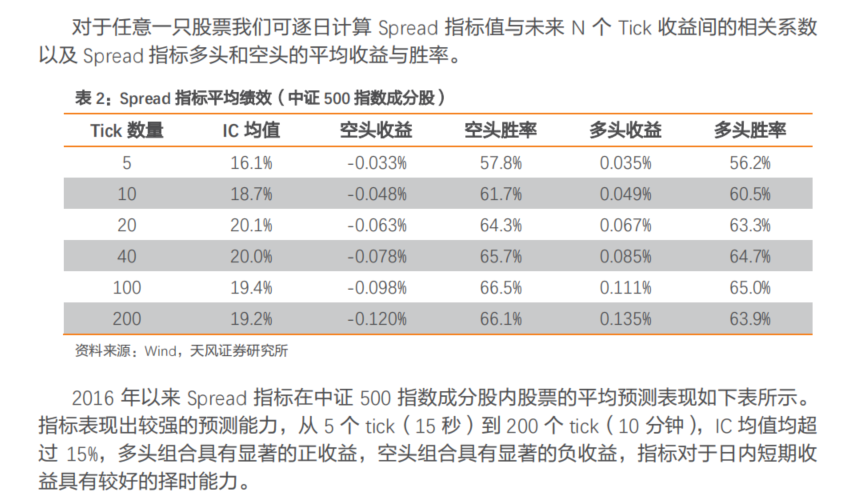 对于任意一只股票我们可逐日计算 Spread 指标值与未来 N 个 Tick 收益间的相关系数
以及 Spread 指标多头和空头的平均收益与胜率。
表 2：Spread 指标平均绩效（中证 500 指数成分股）
Tick 数量 IC 均值 空头收益 空头胜率 多头收益 多头胜率
5 16.1% -0.033% 57.8% 0.035% 56.2%
10 18.7% -0.048% 61.7% 0.049% 60.5%
20 20.1% -0.063% 64.3% 0.067% 63.3%
40 20.0% -0.078% 65.7% 0.085% 64.7%
100 19.4% -0.098% 66.5% 0.111% 65.0%
200 19.2% -0.120% 66.1% 0.135% 63.9%
资料来源：Wind，天风证券研究所
2016 年以来 Spread 指标在中证 500 指数成分股内股票的平均预测表现如下表所示。
指标表现出较强的预测能力，从 5 个 tick（15 秒）到 200 个 tick（10 分钟），IC 均值均超
过 15%，多头组合具有显著的正收益，空头组合具有显著的负收益，指标对于日内短期收
益具有较好的择时能力。